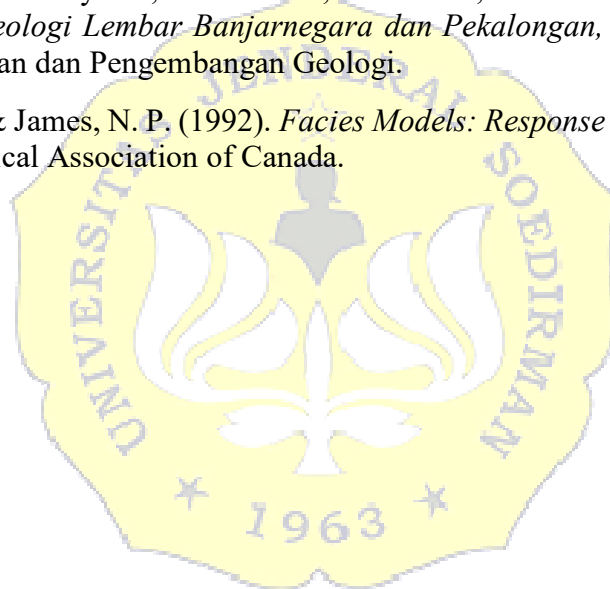 eologi Lembar Banjarnegara dan Pekalongan,
an dan Pengembangan Geologi.
James, N. P. (1992). Facies Models: Response
ical Association of Canada.
UNIVERSITAS JENDERAL SOEDIRMAN
1963